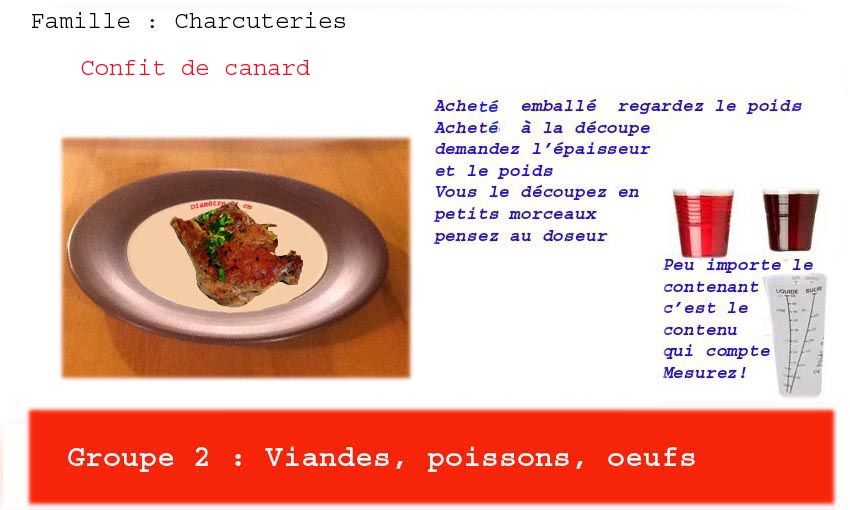 Famille : Charcuteries
Confit de canard
Acheté emballé regardez le poids
Acheté à la découpe
demandez l'épaisseur
et le poids
Vous le découpez en
petits morceaux
pensez au doseur
Diamètre cm
Peu importe le
contenant
c'est le
contenu
qui compte
Mesurez!
LIQUIDE SUCRE
Groupe 2 : Viandes, poissons, oeufs